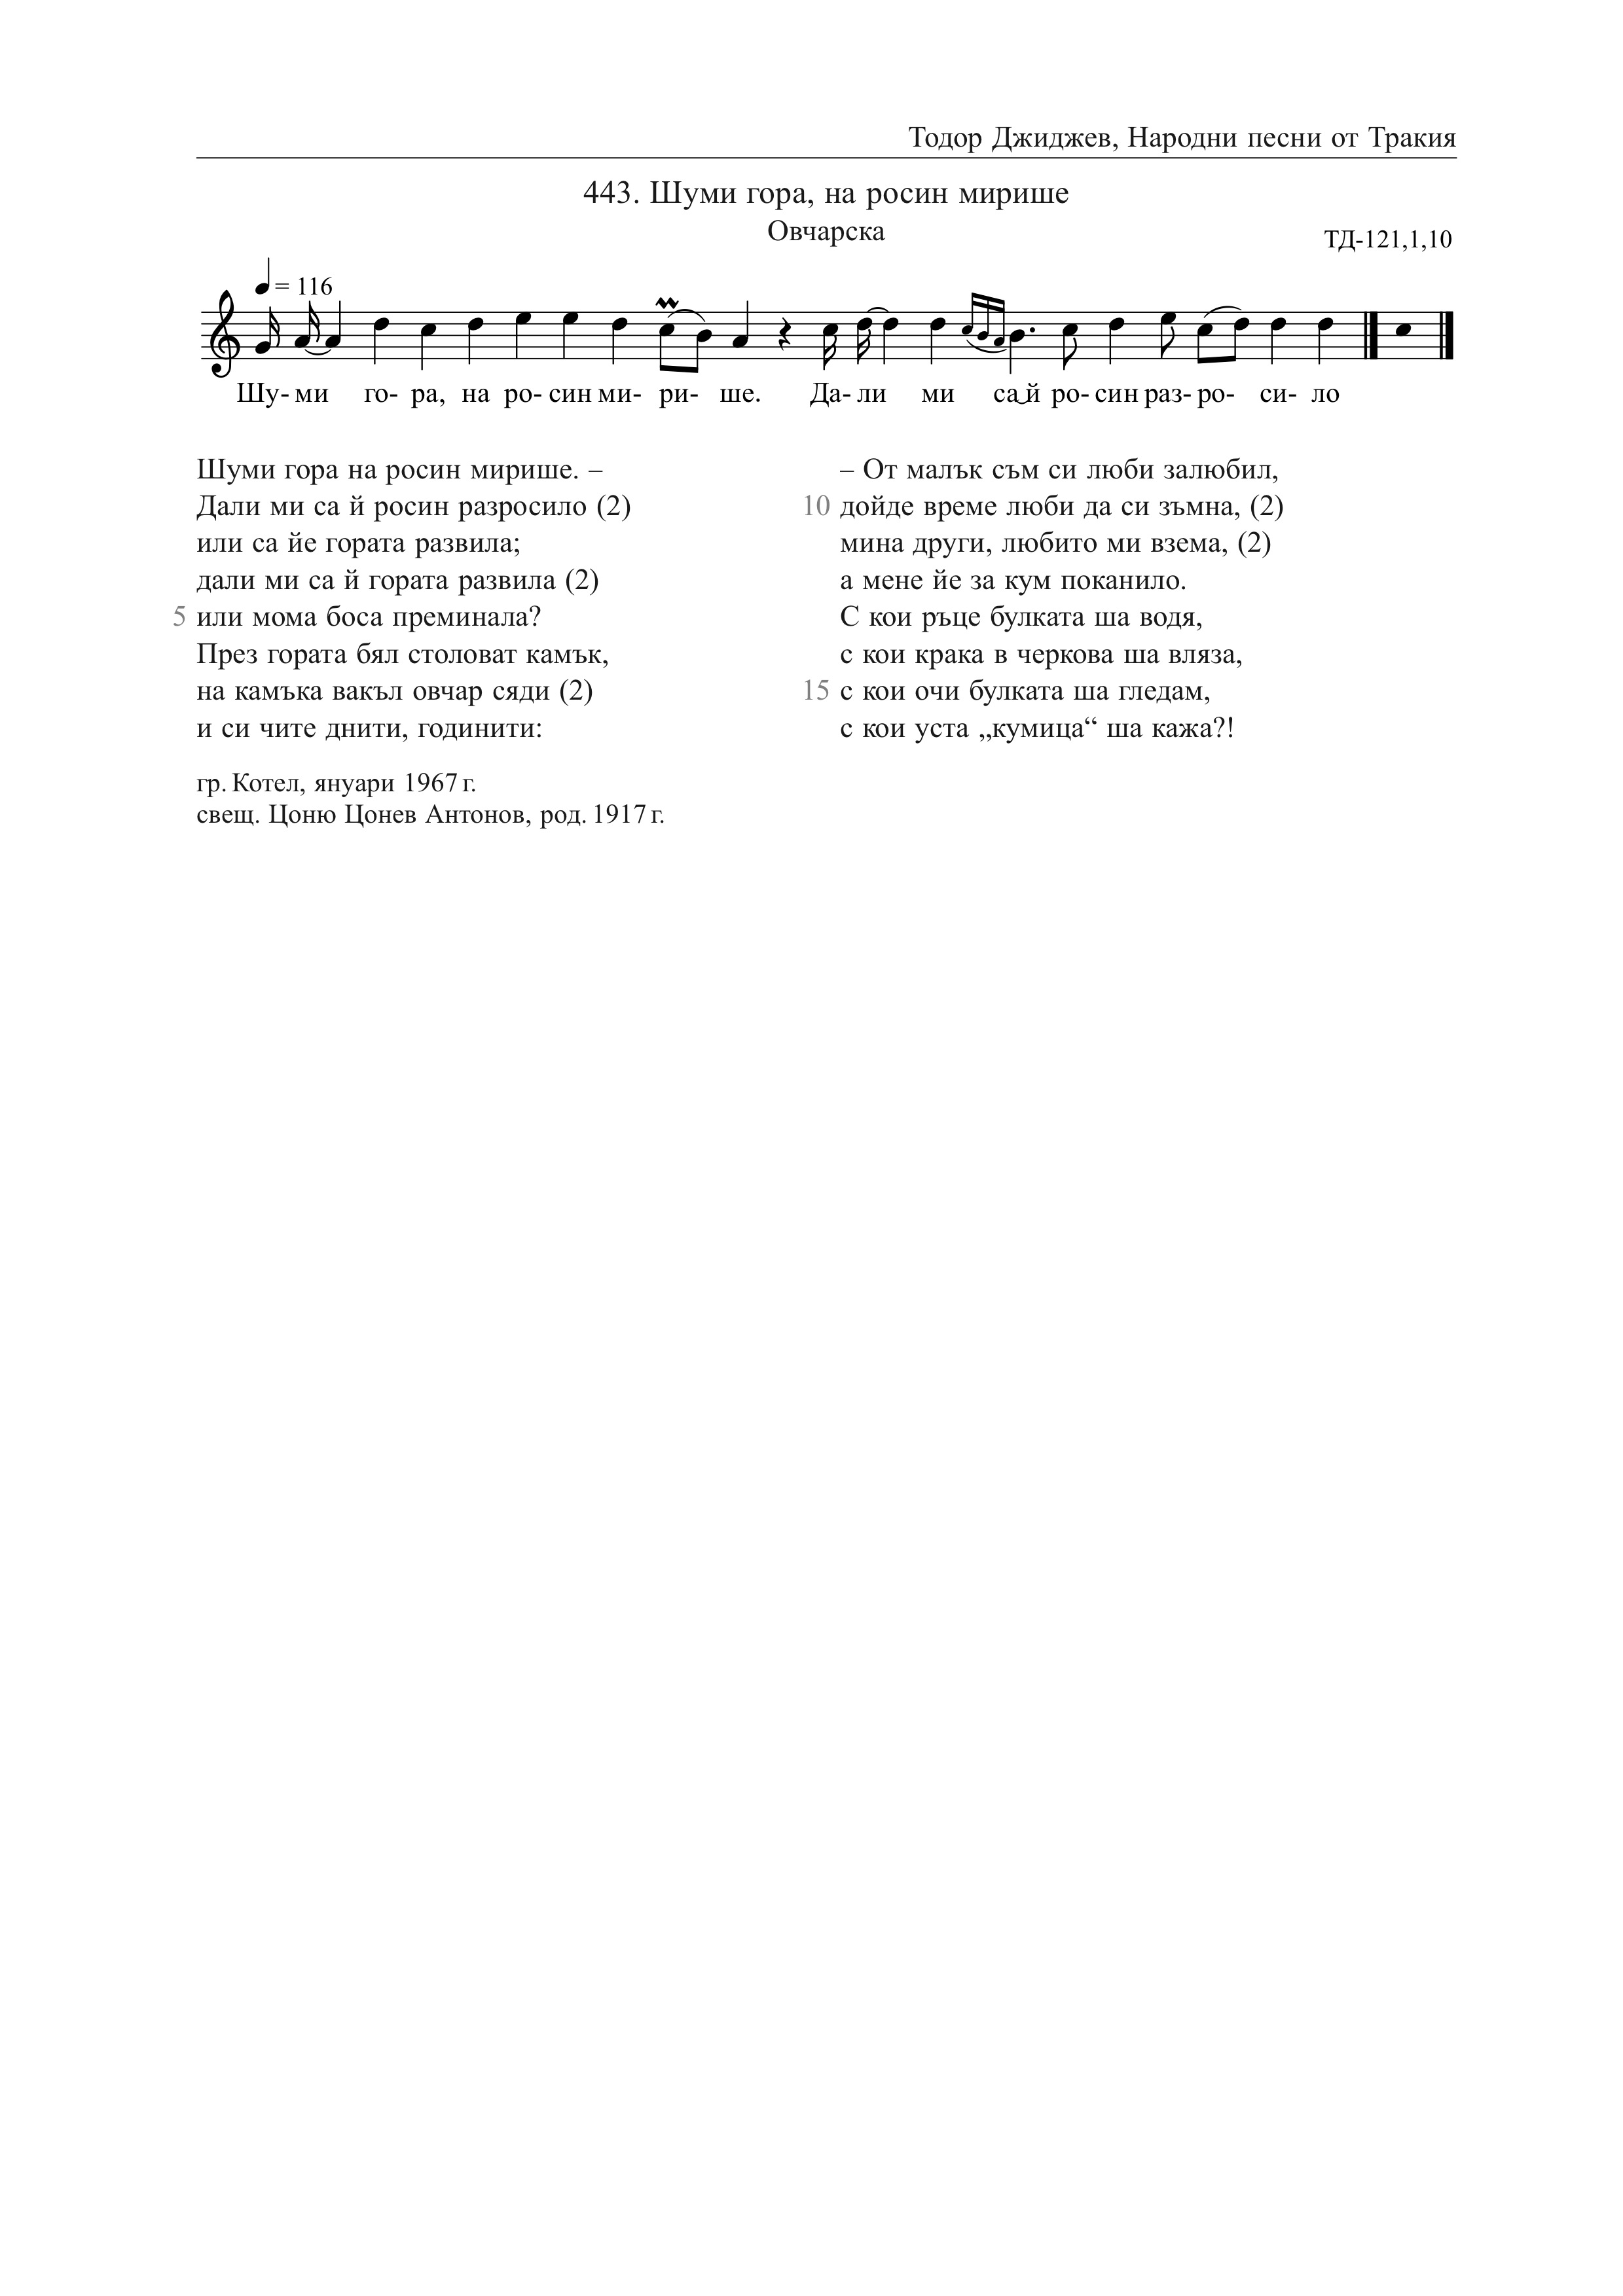 Тодор Джиджев, Народни песни от Тракия
443. Шуми гора, на росин мирише
Овчарска
ТД-121,1,10
= 116
Шу- ми го- ра, на ро- син ми- ри- ше. Да- ли ми са‿й ро- син раз- ро- си- ло
Шуми гора на росин мирише. –
Дали ми са й росин разросило (2)
или са йе гората развила;
дали ми са й гората развила (2)
5 или мома боса преминала?
През гората бял столоват камък,
на камъка вакъл овчар сяди (2)
и си чите днити, годинити:
– От малък съм си люби залюбил,
10 дойде време люби да си зъмна, (2)
мина други, любито ми взема, (2)
а мене йе за кум поканило.
С кои ръце булката ша водя,
с кои крака в черкова ша вляза,
15 с кои очи булката ша гледам,
с кои уста „кумица“ ша кажа?!
гр. Котел, януари 1967 г.
свещ. Цоню Цонев Антонов, род. 1917 г.